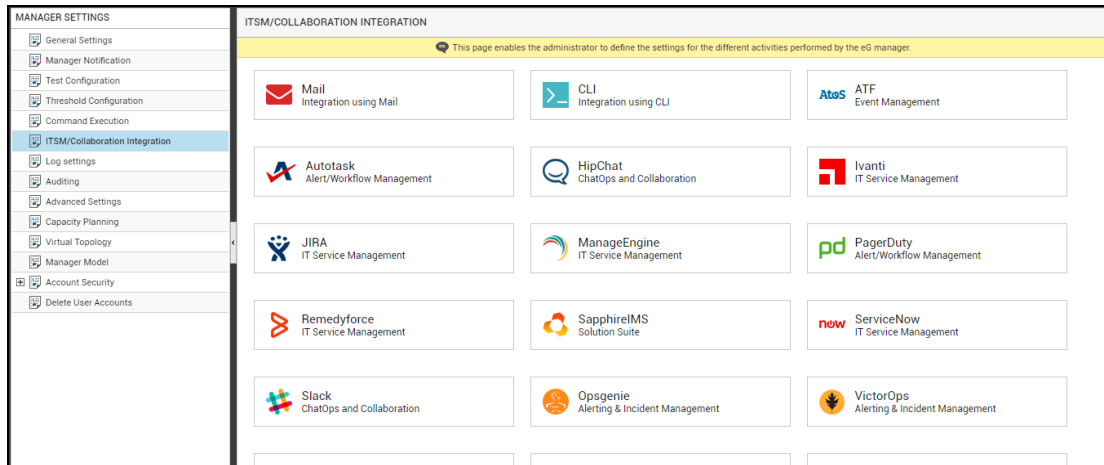 MANAGER SETTINGS
General Settings
Manager Notification
Test Configuration
Threshold Configuration
Command Execution
ITSM/Collaboration Integration
Log settings
Auditing
Advanced Settings
Capacity Planning
Virtual Topology
Manager Model
Account Security
Delete User Accounts
ITSM/COLLABORATION INTEGRATION
This page enables the administrator to define the settings for the different activities performed by the eG manager.
Mail
Integration using Mail
CLI
Integration using CLI
Atos
ATF
Event Management
Autotask
Alert/Workflow Management
HipChat
ChatOps and Collaboration
Ivanti
IT Service Management
JIRA
IT Service Management
ManageEngine
IT Service Management
pd
PagerDuty
Alert/Workflow Management
Remedyforce
IT Service Management
SapphireIMS
Solution Suite
now
ServiceNow
IT Service Management
Slack
ChatOps and Collaboration
Opsgenie
Alerting & Incident Management
VictorOps
Alerting & Incident Management